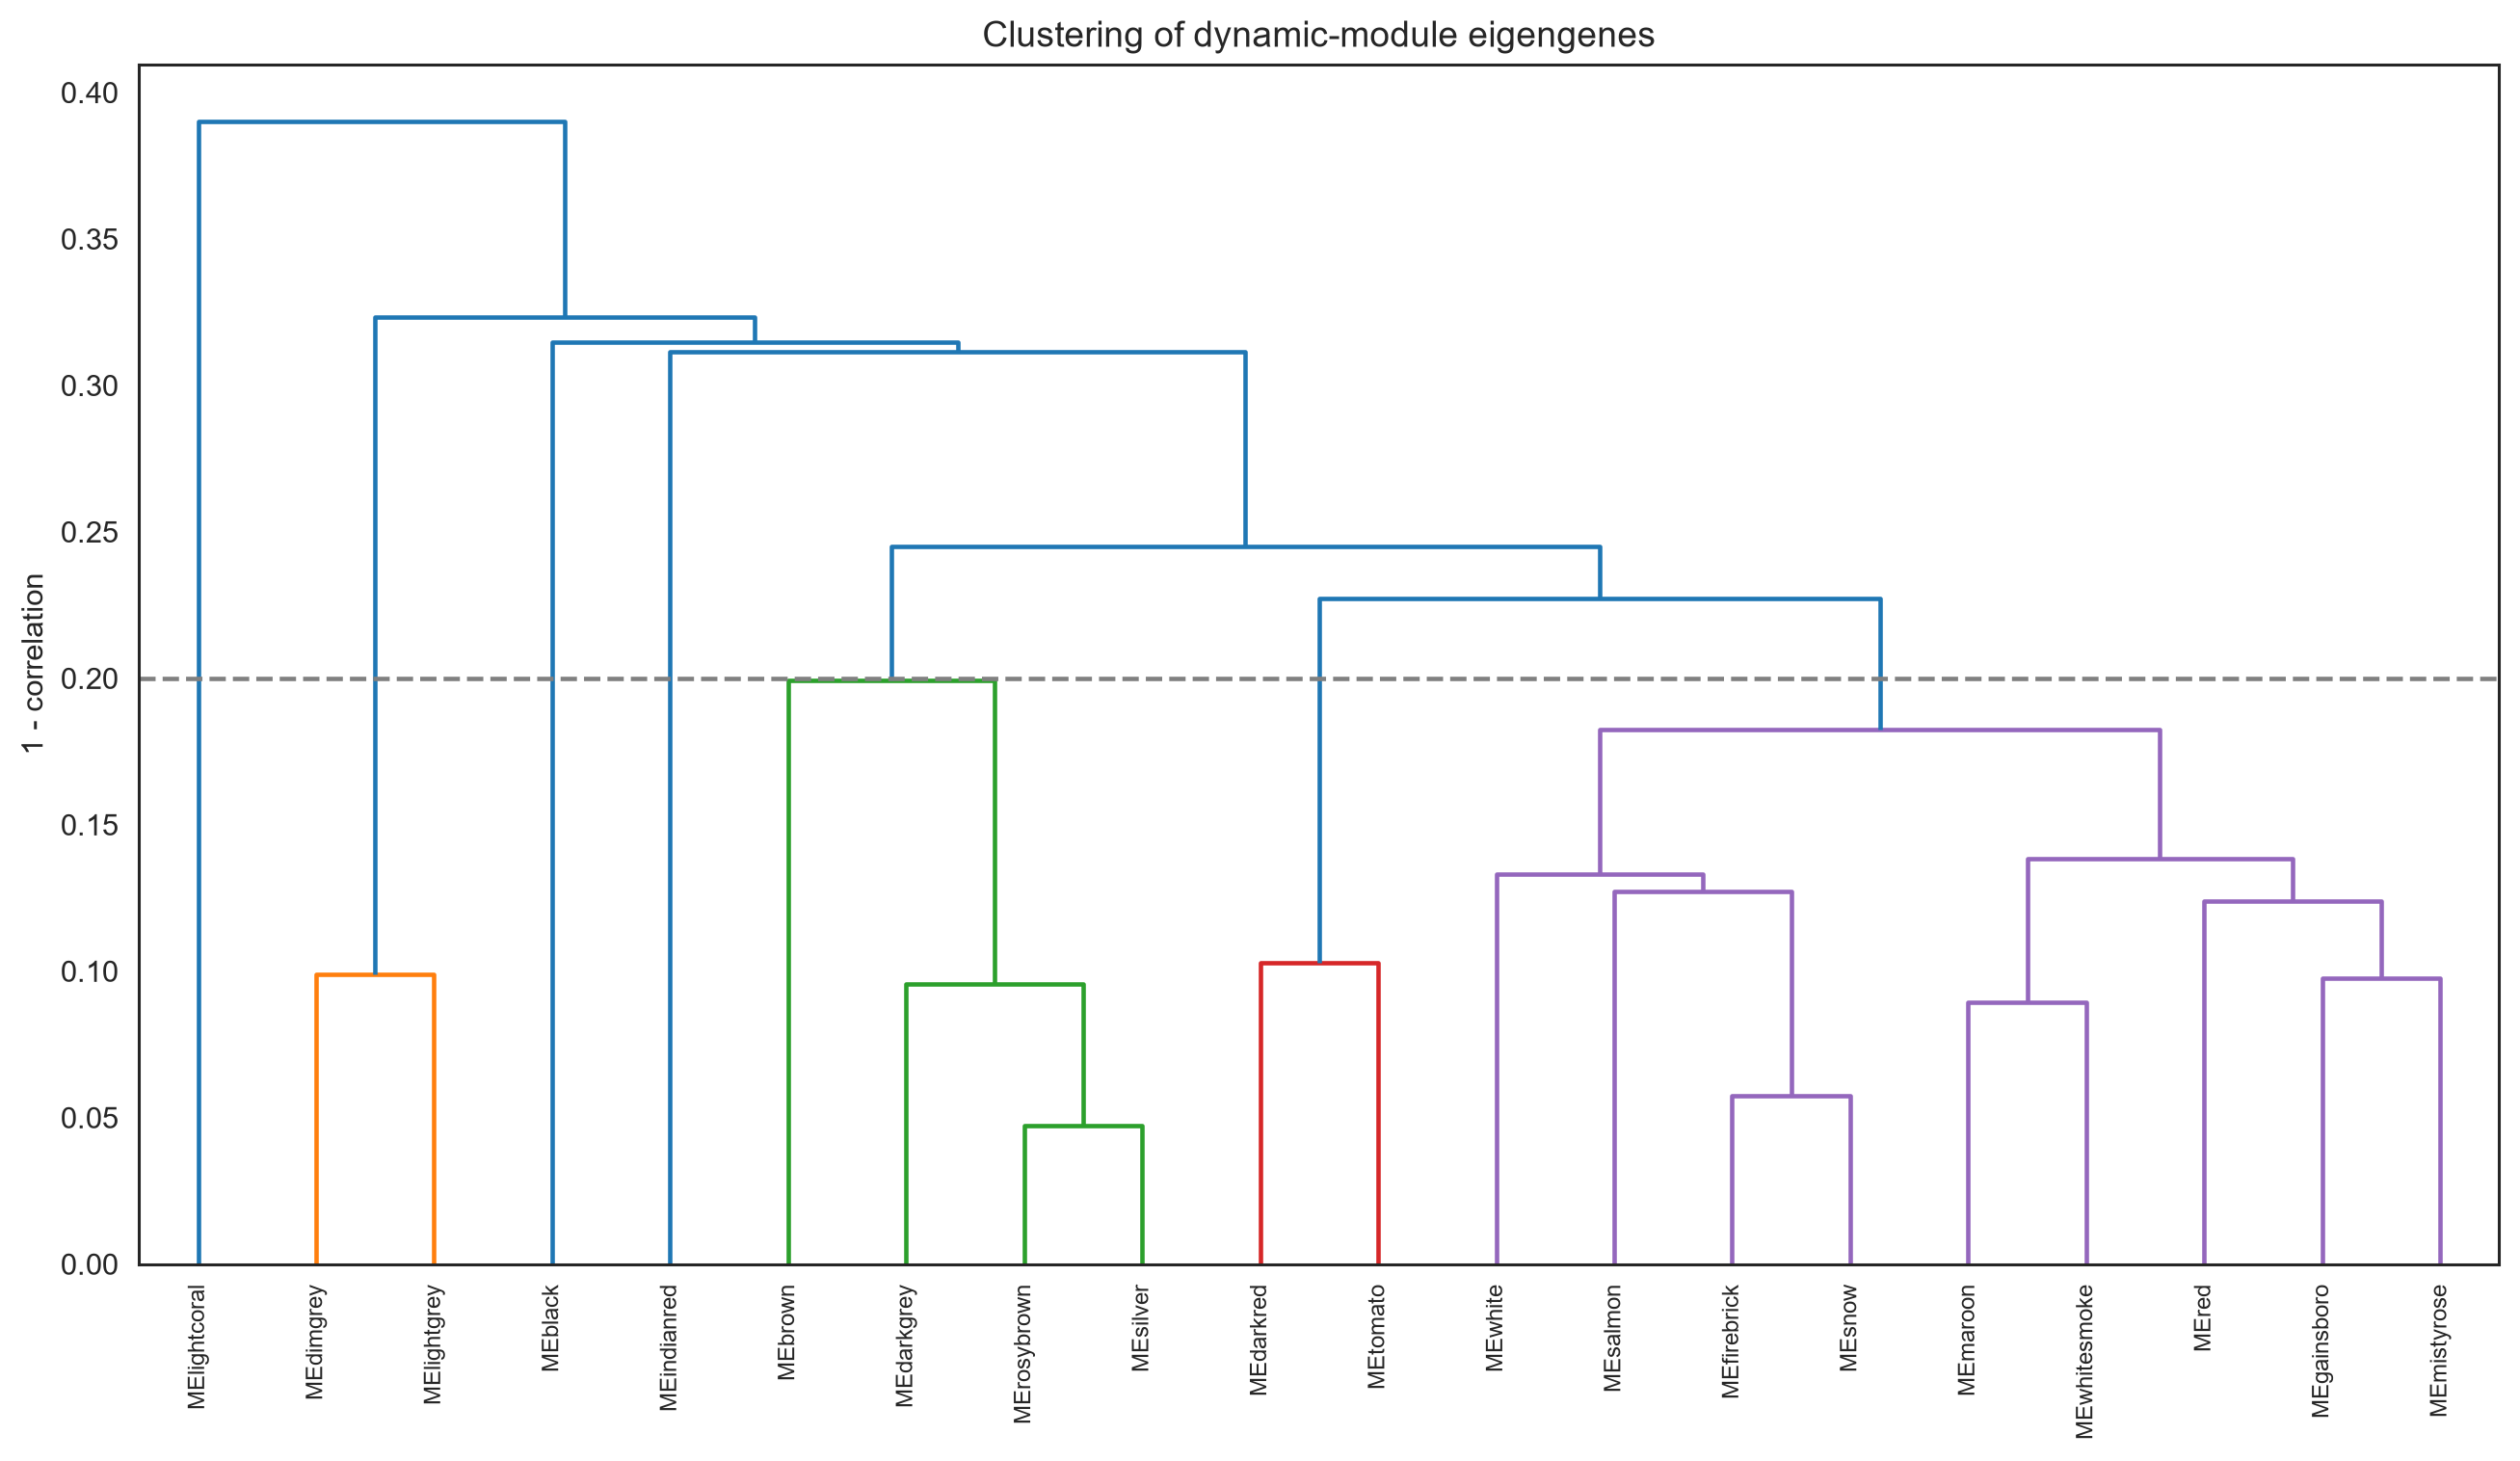 Clustering of dynamic-module eigengenes
1 - correlation
0.40
0.35
0.30
0.25
0.20
0.15
0.10
0.05
0.00
MElightcoral
MEdimgrey
MElightgrey
MEblack
MEindianred
MEbrown
MEdarkgrey
MErosybrown
MEsilver
MEdarkred
MEtomato
MEwhite
MEsalmon
MEfirebrick
MEsnow
MEmaroon
MEwhitesmoke
MEred
MEgainsboro
MEmistyrose